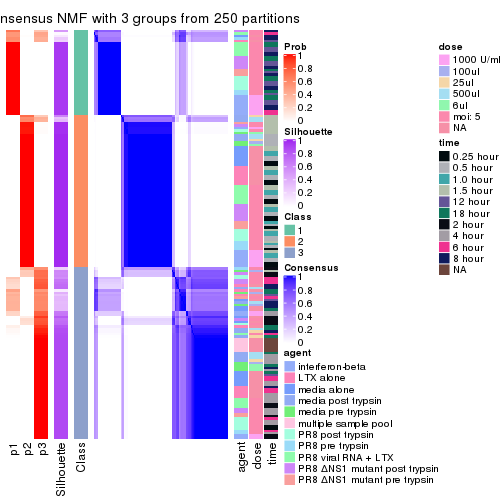 nsensus NMF with 3 groups from 250 partitions
Prob
1
0.8
0.6
0.4
0.2
0
Silhouette
1
0.8
0.6
0.4
0.2
0
Class
1
2
3
Consensus
1
0.8
0.6
0.4
0.2
0
agent
interferon-beta
LTX alone
media alone
media post trypsin
media pre trypsin
multiple sample pool
PR8 post trypsin
PR8 pre trypsin
PR8 viral RNA + LTX
PR8 ΔNS1 mutant post trypsin
PR8 ΔNS1 mutant pre trypsin
dose
1000 U/ml
100ul
25ul
500ul
6ul
moi: 5
NA
time
0.25 hour
0.5 hour
1.0 hour
1.5 hour
12 hour
18 hour
2 hour
4 hour
6 hour
8 hour
NA
p1
p2
p3
Silhouette
Class
agent
dose
time